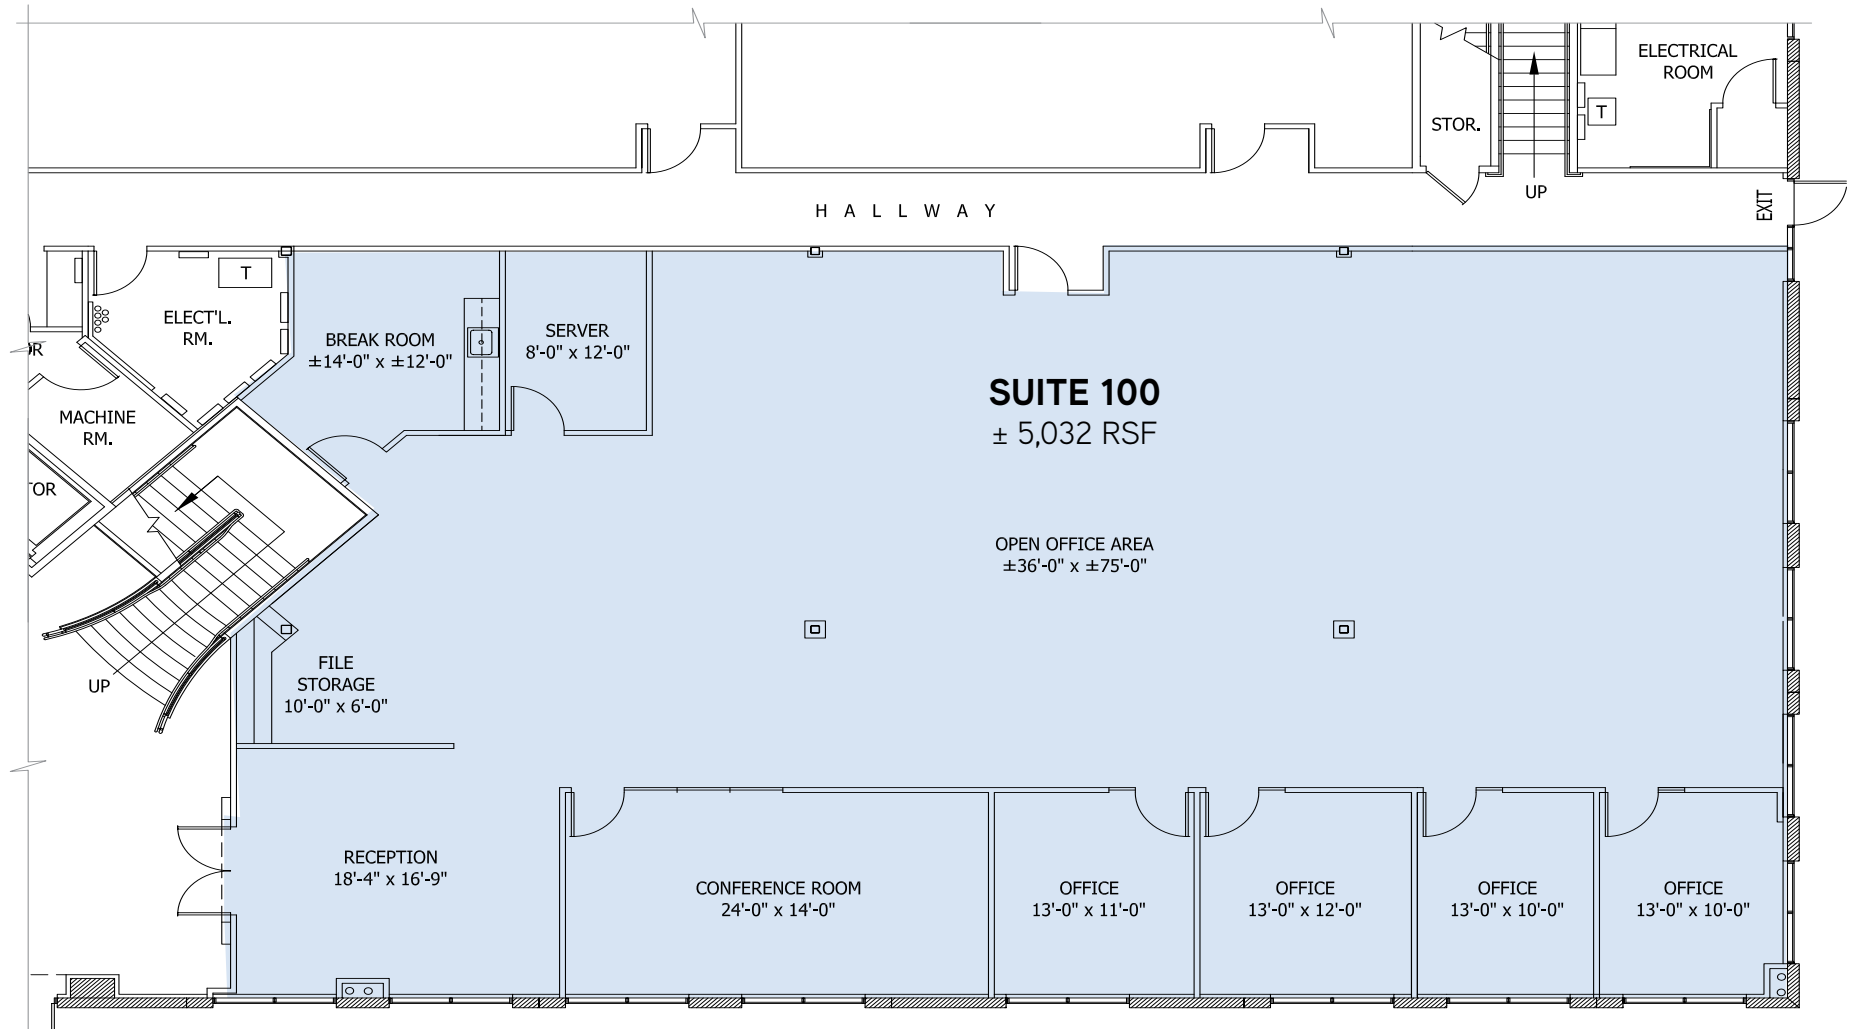 ELECTRICAL
ROOM
T
STOR.
UP
EXIT
H A L L W A Y
T
ELECT'L.
RM.
BREAK ROOM
±14'-0" x ±12'-0"
SERVER
8'-0" x 12'-0"
SUITE 100
± 5,032 RSF
MACHINE
RM.
OPEN OFFICE AREA
±36'-0" x ±75'-0"
FILE
STORAGE
10'-0" x 6'-0"
UP
RECEPTION
18'-4" x 16'-9"
CONFERENCE ROOM
24'-0" x 14'-0"
OFFICE
13'-0" x 11'-0"
OFFICE
13'-0" x 12'-0"
OFFICE
13'-0" x 10'-0"
OFFICE
13'-0" x 10'-0"